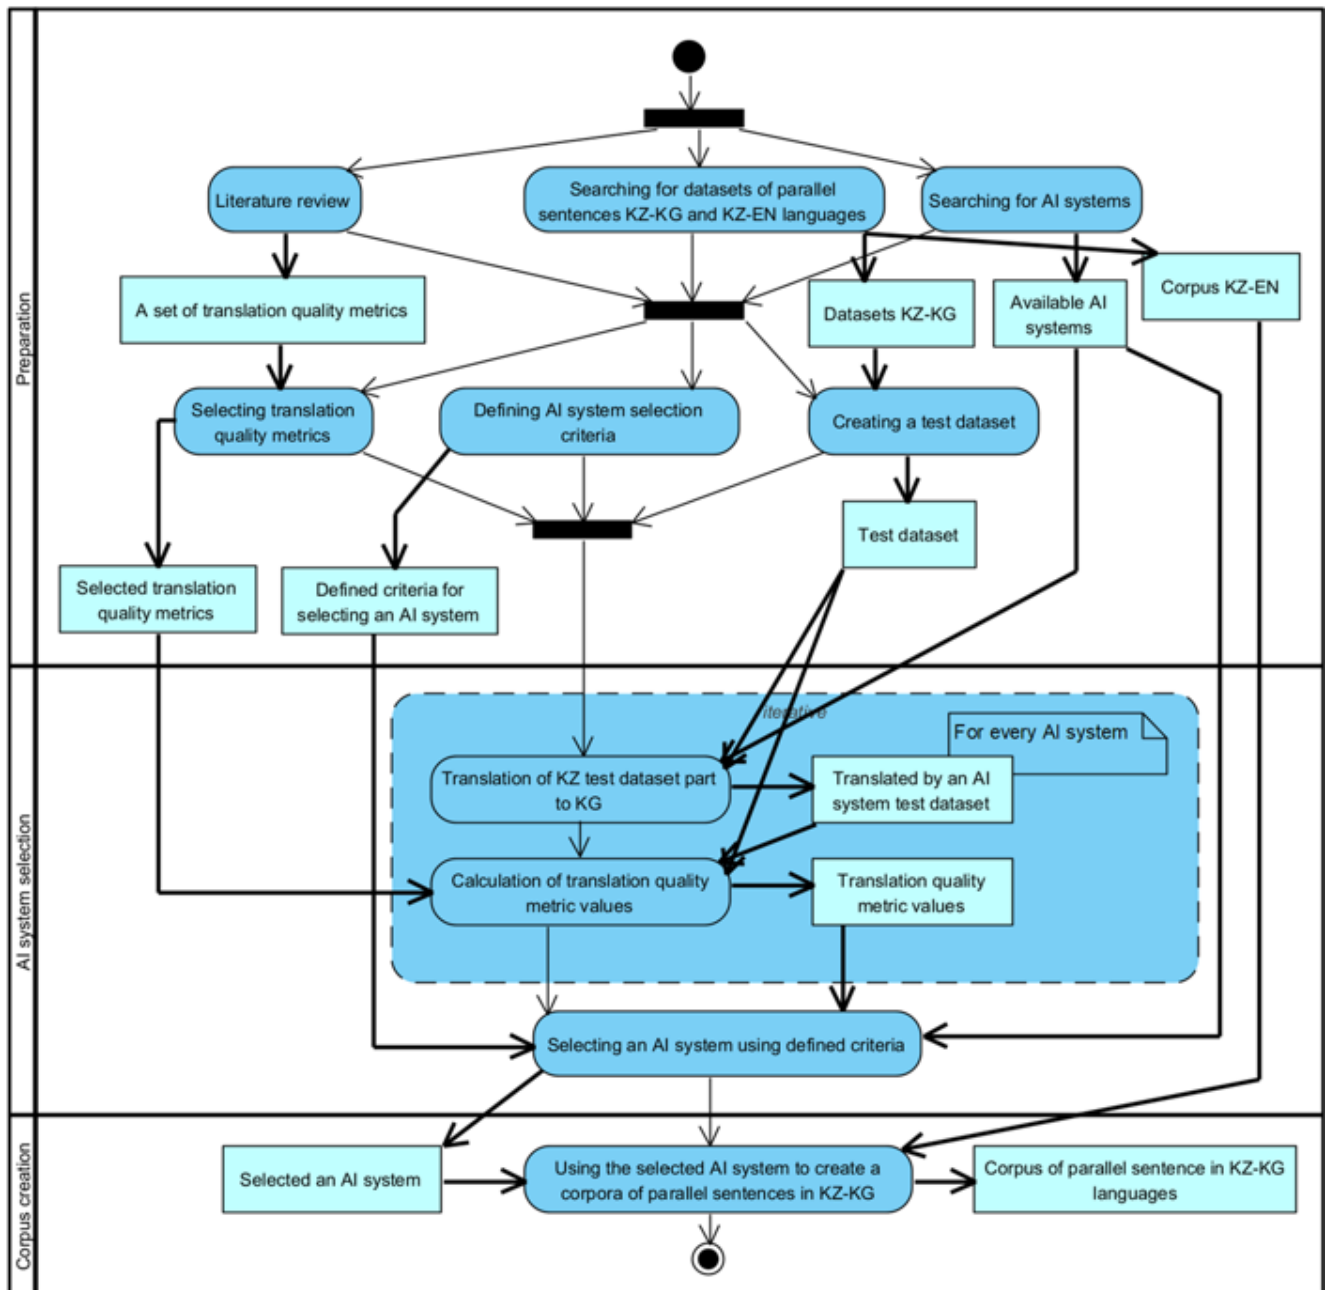 Preparation
Literature review
Searching for datasets of parallel
sentences KZ-KG and KZ-EN languages
Searching for AI systems
A set of translation quality metrics
Datasets KZ-KG
Available AI
systems
Corpus KZ-EN
Selecting translation
quality metrics
Defining AI system selection
criteria
Creating a test dataset
Test dataset
Selected translation
quality metrics
Defined criteria for
selecting an AI system
AI system selection
iterative
For every AI system
Translation of KZ test dataset part
to KG
Translated by an AI
system test dataset
Calculation of translation quality
metric values
Translation quality
metric values
Selecting an AI system using defined criteria
Corpus creation
Selected an AI system
Using the selected AI system to create a
corpora of parallel sentences in KZ-KG
Corpus of parallel sentence in KZ-KG
languages